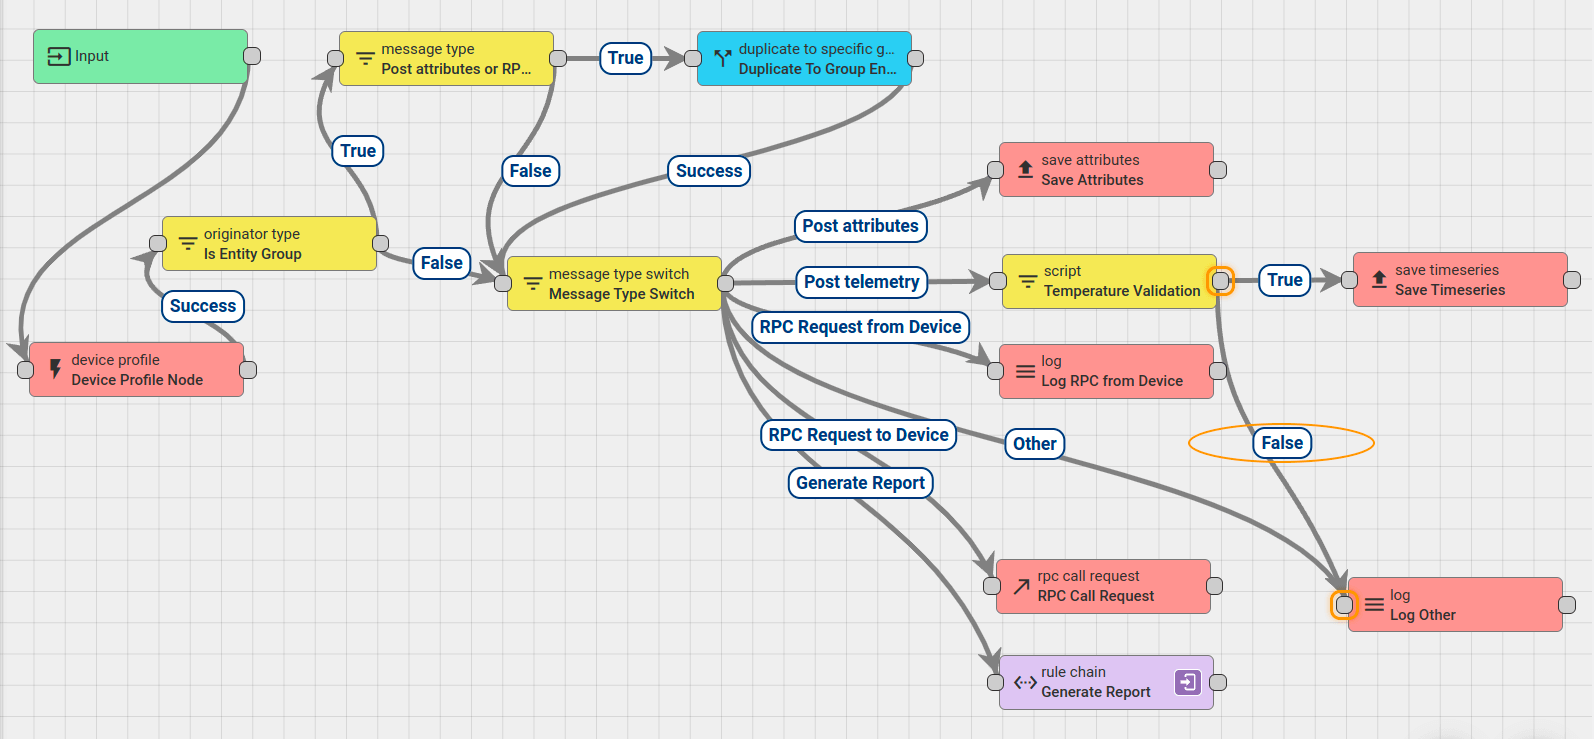 Input
message type
Post attributes or RP...
True
duplicate to specific g...
Duplicate To Group En...
True
False
Success
save attributes
Save Attributes
Post attributes
originator type
Is Entity Group
False
message type switch
Message Type Switch
Post telemetry
script
Temperature Validation
True
save timeseries
Save Timeseries
Success
RPC Request from Device
device profile
Device Profile Node
log
Log RPC from Device
RPC Request to Device
Other
False
Generate Report
rpc call request
RPC Call Request
log
Log Other
rule chain
Generate Report